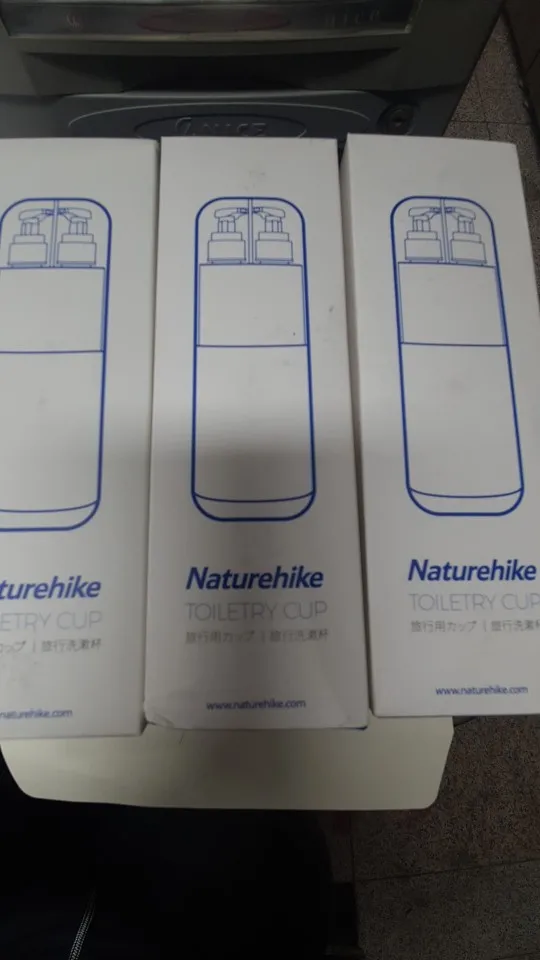 turehike
ETRY CUP
カップ | 旅行洗漱杯
naturehike.com
Naturehike
TOILETRY CUP
旅行用カップ | 旅行洗漱杯
www.naturehike.com
Naturehike
TOILETRY CUP
旅行用カップ | 旅行洗漱杯
www.naturehike.com